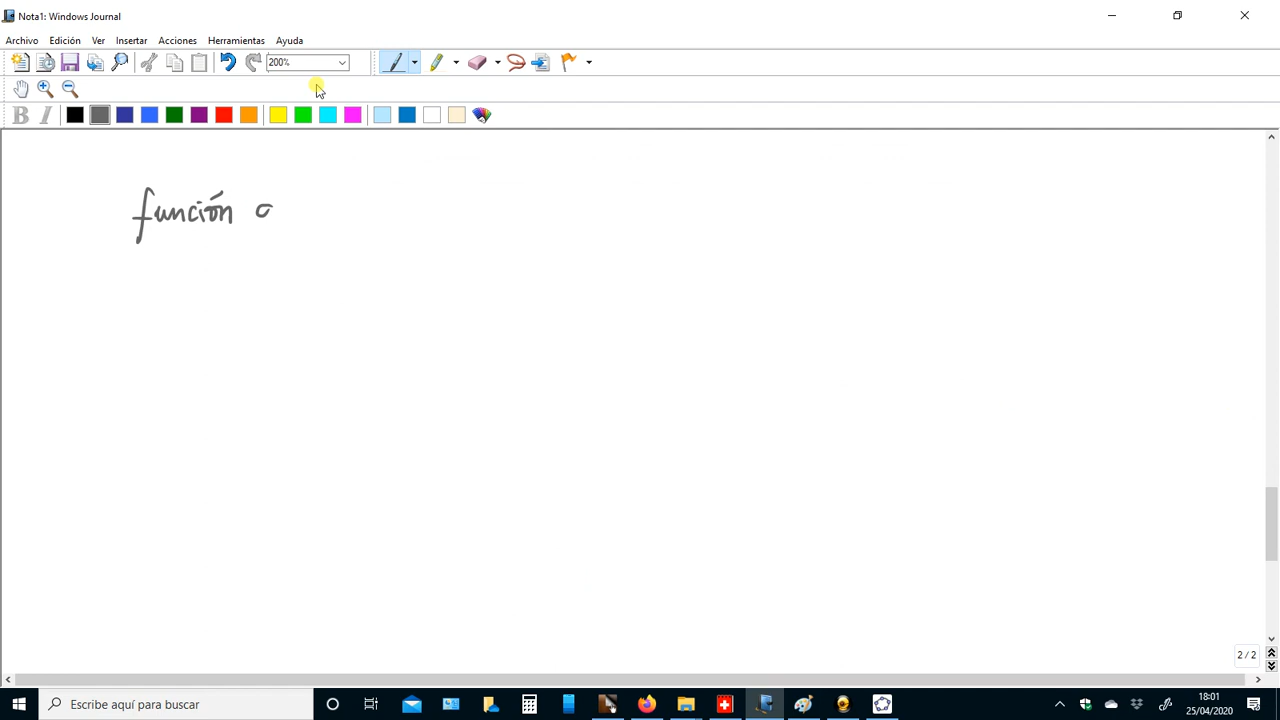 Nota1: Windows Journal
Archivo Edición Ver Insertar Acciones Herramientas Ayuda
200%
B I
función a
2 / 2
Escribe aquí para buscar
18:01
25/04/2020